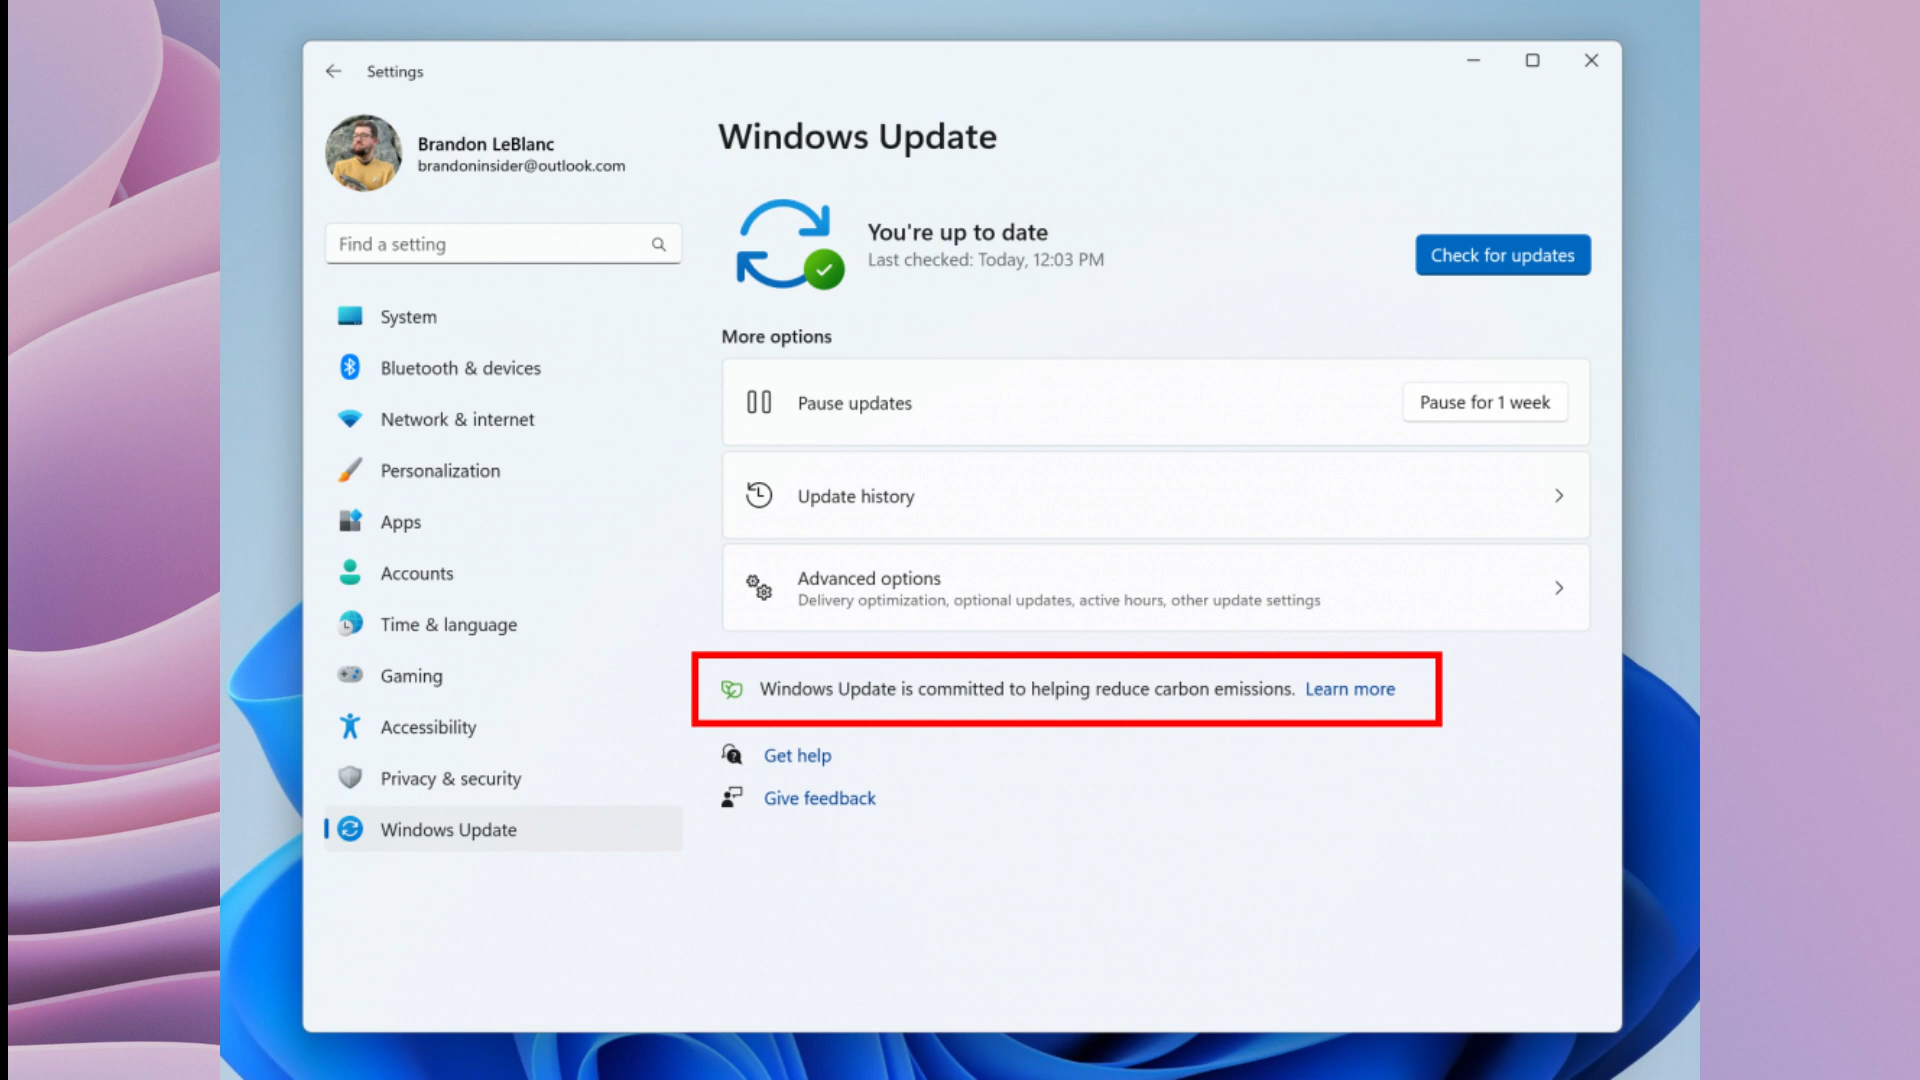 Settings
Brandon LeBlanc
brandoninsider@outlook.com
Find a setting
System
Bluetooth & devices
Network & internet
Personalization
Apps
Accounts
Time & language
Gaming
Accessibility
Privacy & security
Windows Update
Windows Update
You're up to date
Last checked: Today, 12:03 PM
Check for updates
More options
Pause updates
Pause for 1 week
Update history
Advanced options
Delivery optimization, optional updates, active hours, other update settings
Windows Update is committed to helping reduce carbon emissions. Learn more
Get help
Give feedback